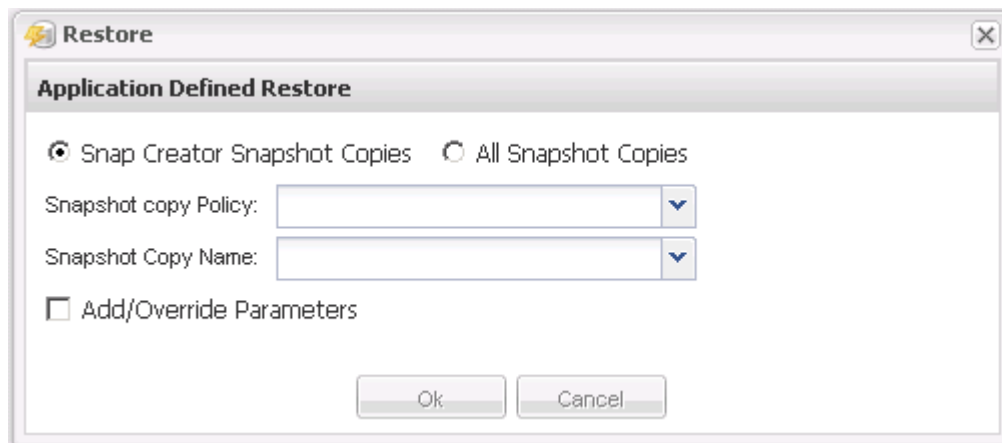 Restore
Application Defined Restore
Snap Creator Snapshot Copies All Snapshot Copies
Snapshot copy Policy:
Snapshot Copy Name:
Add/Override Parameters
Ok Cancel